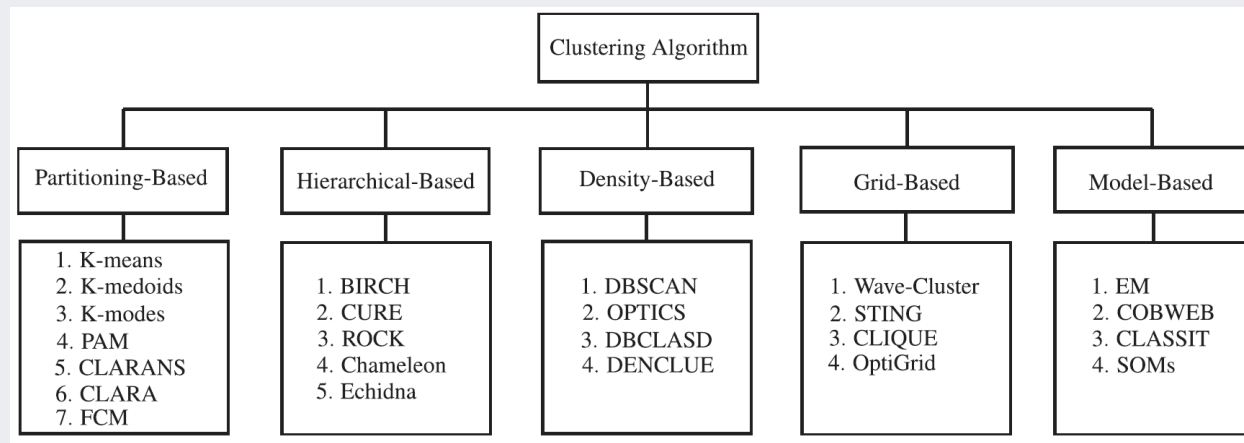 Clustering Algorithm
Partitioning-Based
Hierarchical-Based
Density-Based
Grid-Based
Model-Based
1. K-means
2. K-medoids
3. K-modes
4. PAM
5. CLARANS
6. CLARA
7. FCM
1. BIRCH
2. CURE
3. ROCK
4. Chameleon
5. Echidna
1. DBSCAN
2. OPTICS
3. DBCLASD
4. DENCLUE
1. Wave-Cluster
2. STING
3. CLIQUE
4. OptiGrid
1. EM
2. COBWEB
3. CLASSIT
4. SOMs